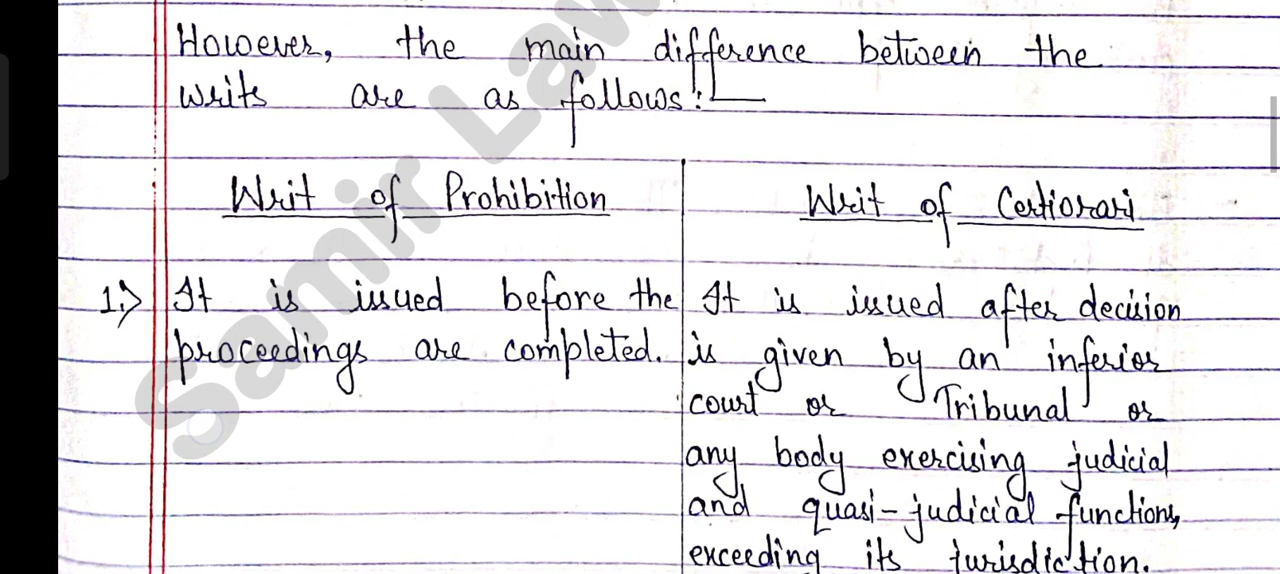 However, the main difference between the
writs are as follows:—
Writ of Prohibition
Writ of Certiorari
1.) It is issued before the
proceedings are completed.
It is issued after decision
is given by an inferior
court or Tribunal or
any body exercising judicial
and quasi-judicial functions,
exceeding its jurisdiction.
Samir Law